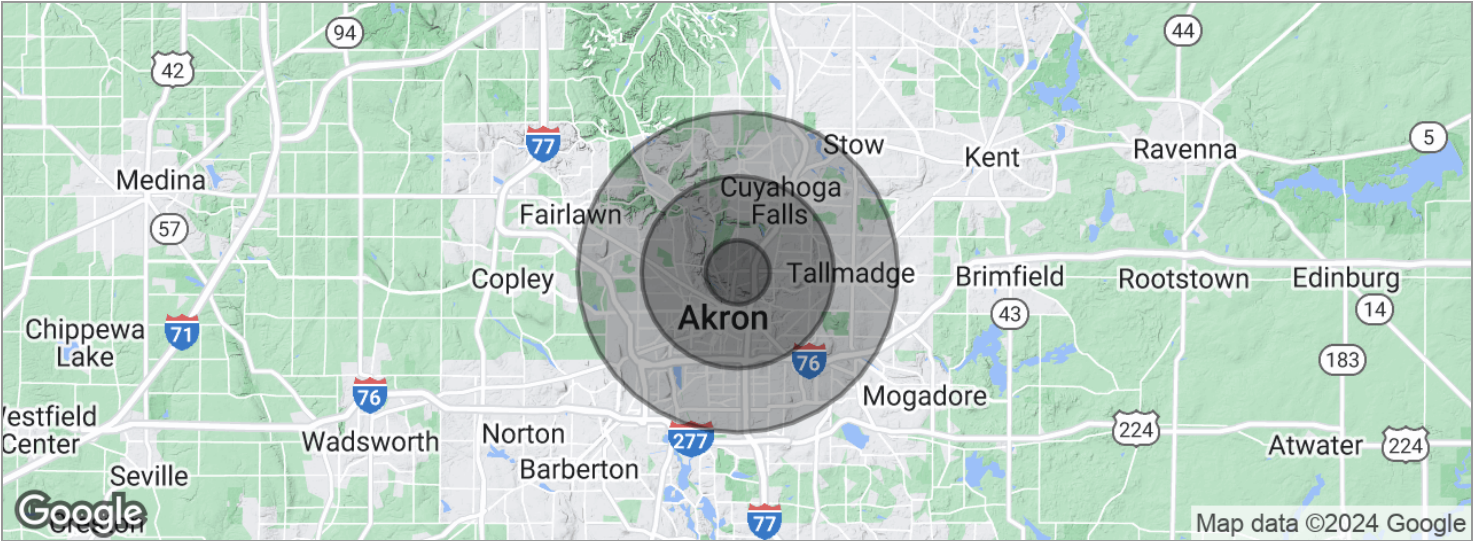 94
44
42
5
77
Stow
Kent
Ravenna
Medina
Cuyahoga
Falls
57
Fairlawn
Copley
Tallmadge
Brimfield
Rootstown
Edinburg
Akron
43
14
Chippewa
Lake
71
76
183
76
Mogadore
Westfield
Center
Wadsworth
Norton
277
224
Atwater
224
Barberton
Seville
Google
77
Map data ©2024 Google